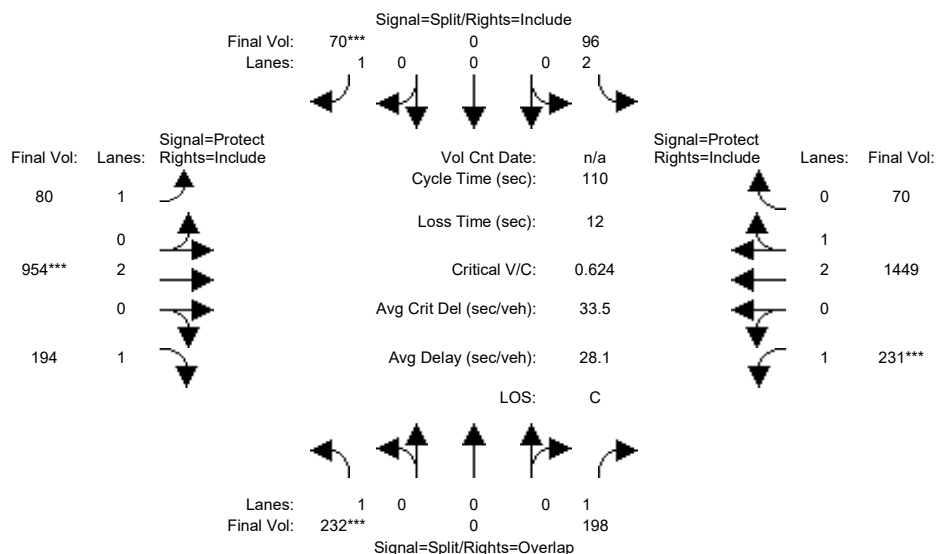 Signal=Split/Rights=Include
Final Vol: 70*** 0 96
Lanes: 1 0 0 0 2
Signal=Protect
Final Vol: Lanes: Rights=Include
Vol Cnt Date: n/a
Signal=Protect
Rights=Include Lanes: Final Vol:
Cycle Time (sec): 110
80 1
0 70
Loss Time (sec): 12
0
1
954*** 2
Critical V/C: 0.624
2 1449
0
Avg Crit Del (sec/veh): 33.5
0
194 1
Avg Delay (sec/veh): 28.1
1 231***
LOS: C
Lanes: 1 0 0 0 1
Final Vol: 232*** 0 198
Signal=Split/Rights=Overlap